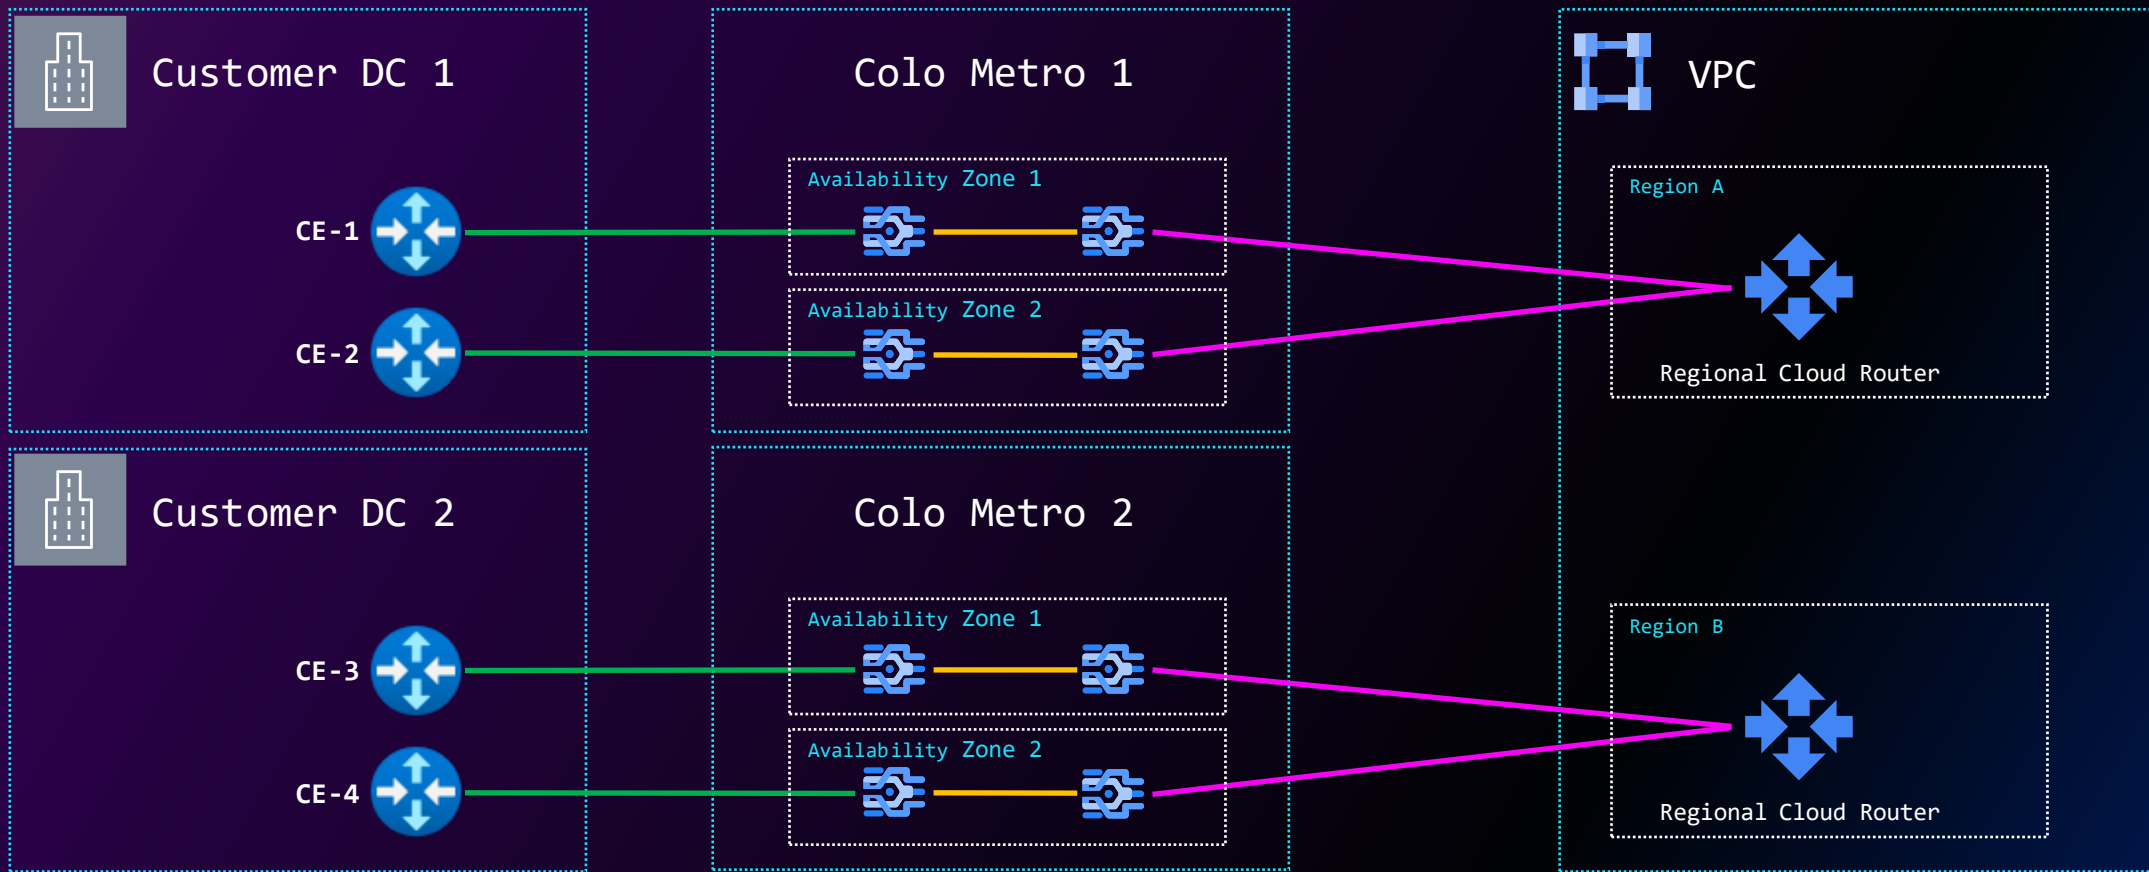 Customer DC 1
Colo Metro 1
VPC
Availability Zone 1
Region A
CE-1
Availability Zone 2
CE-2
Regional Cloud Router
Customer DC 2
Colo Metro 2
Availability Zone 1
Region B
CE-3
Availability Zone 2
CE-4
Regional Cloud Router